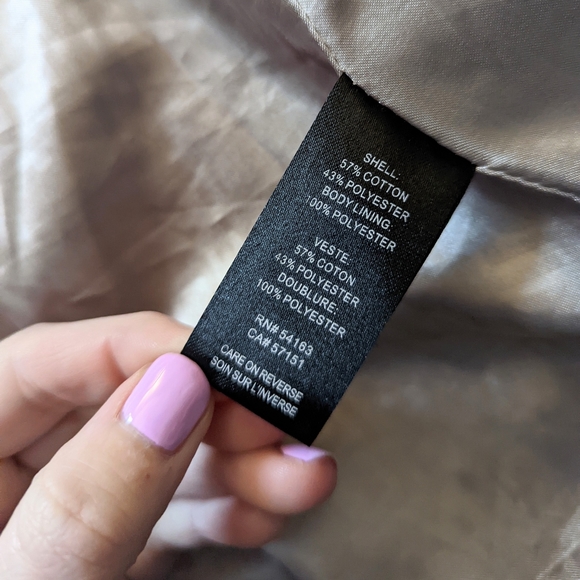 SHELL:
57% COTTON
43% POLYESTER
BODY LINING:
100% POLYESTER
VESTE:
57% COTON
43% POLYESTER
DOUBLURE:
100% POLYESTER
RN# 54163
CA# 57151
CARE ON REVERSE
SOIN SUR L'INVERSE